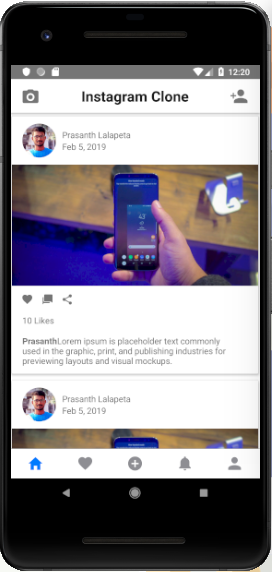 12:20
Instagram Clone
Prasanth Lalapeta
Feb 5, 2019
10 Likes
PrasanthLorem ipsum is placeholder text commonly
used in the graphic, print, and publishing industries for
previewing layouts and visual mockups.
Prasanth Lalapeta
Feb 5, 2019